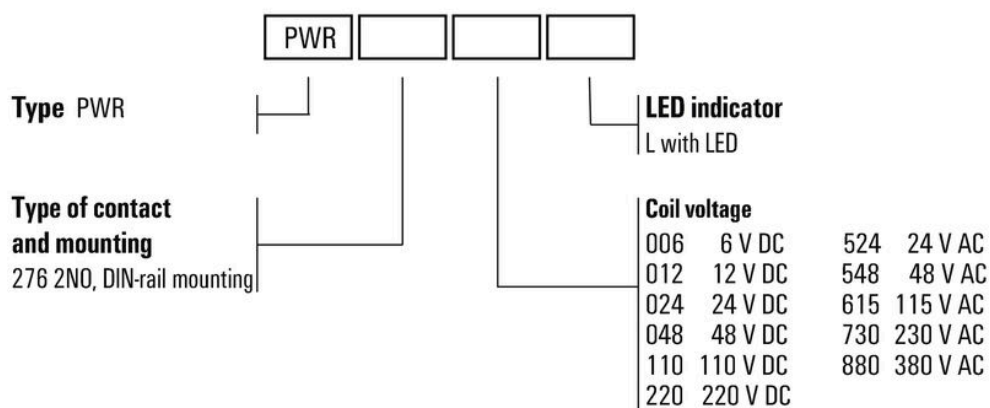 PWR
Type PWR
LED indicator
L with LED
Type of contact
and mounting
276 2NO, DIN-rail mounting
Coil voltage
006 6 V DC 524 24 V AC
012 12 V DC 548 48 V AC
024 24 V DC 615 115 V AC
048 48 V DC 730 230 V AC
110 110 V DC 880 380 V AC
220 220 V DC